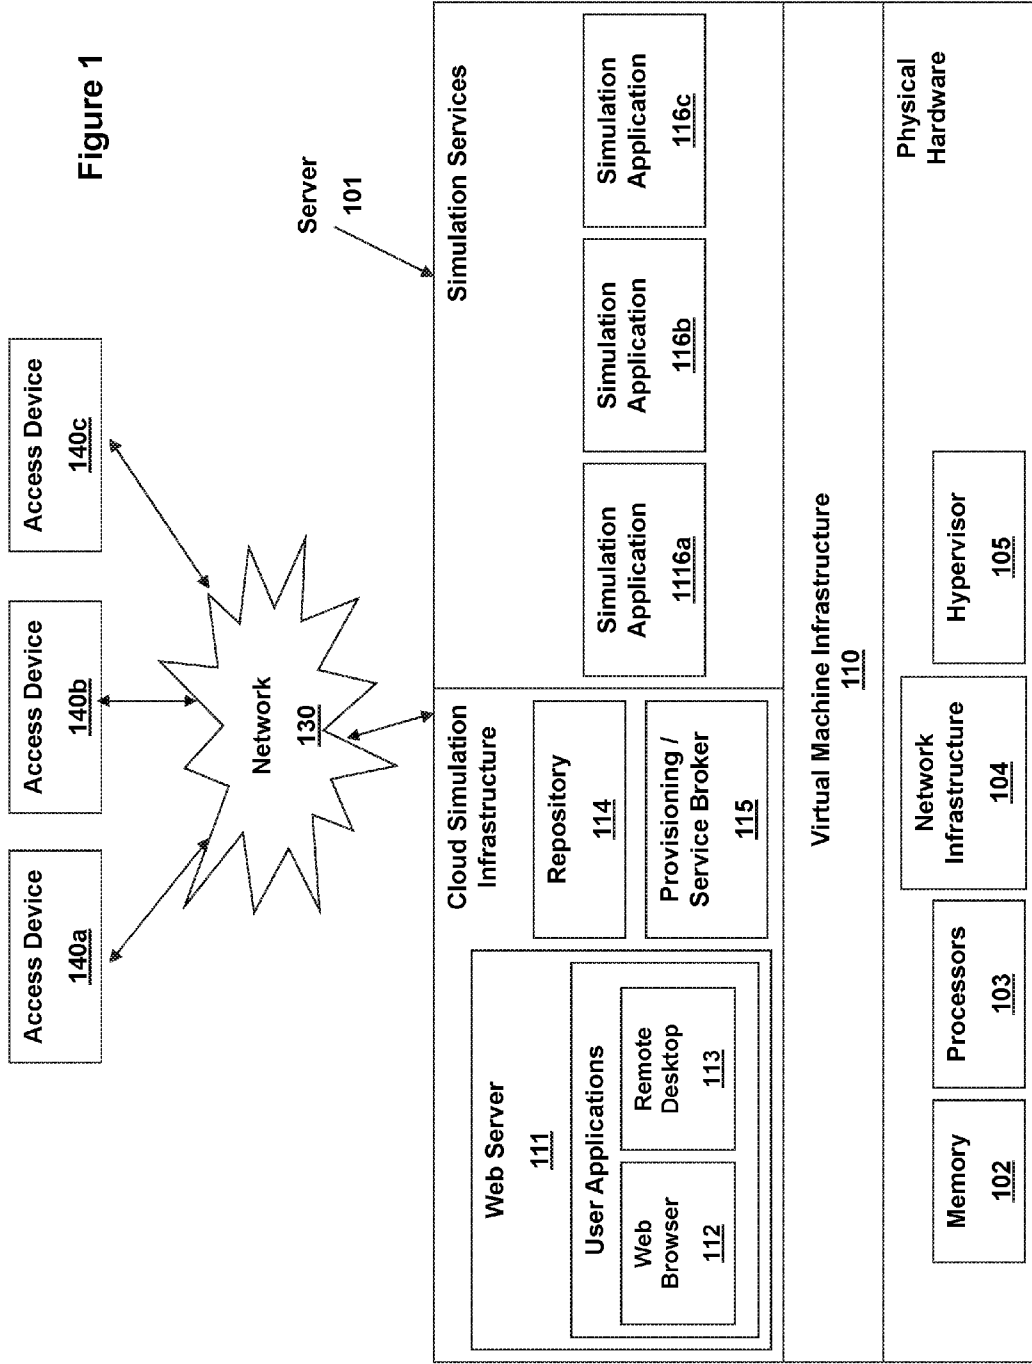 Figure 1
Access Device
140a
Access Device
140b
Access Device
140c
Network
130
Server
101
Cloud Simulation
Infrastructure
Web Server
111
User Applications
Web
Browser
112
Remote
Desktop
113
Repository
114
Provisioning /
Service Broker
115
Simulation Services
Simulation
Application
1116a
Simulation
Application
116b
Simulation
Application
116c
Virtual Machine Infrastructure
110
Physical
Hardware
Memory
102
Processors
103
Network
Infrastructure
104
Hypervisor
105